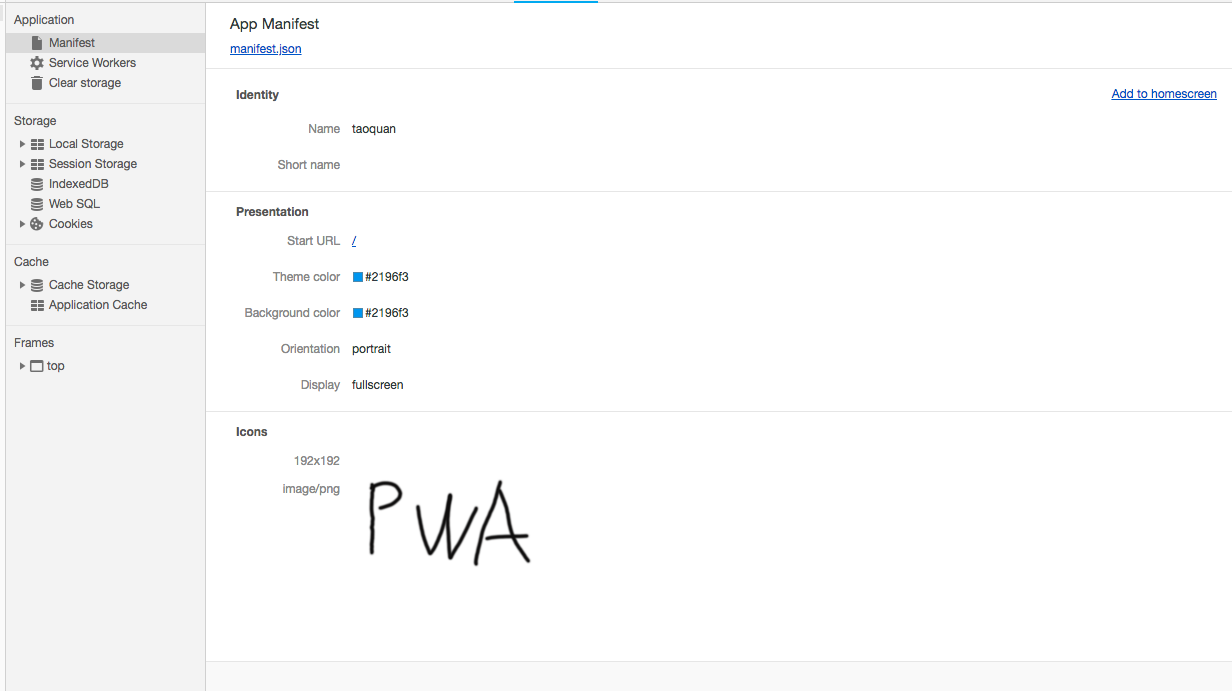 Application
Manifest
Service Workers
Clear storage
Storage
Local Storage
Session Storage
IndexedDB
Web SQL
Cookies
Cache
Cache Storage
Application Cache
Frames
top
App Manifest
manifest.json
Identity
Add to homescreen
Name taoquan
Short name
Presentation
Start URL /
Theme color #2196f3
Background color #2196f3
Orientation portrait
Display fullscreen
Icons
192x192
image/png
PWA